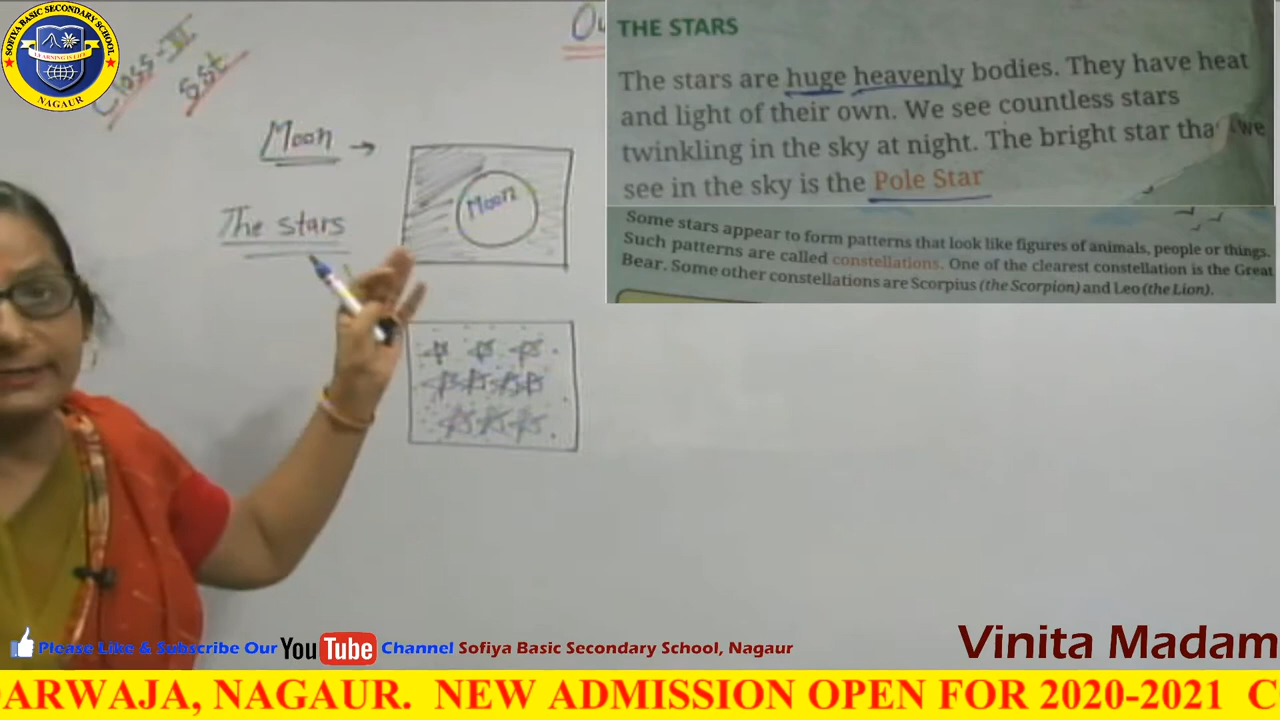 SOFIYA BASIC SECONDARY SCHOOL
LEARNING IS LIFE
NAGAUR
Class-III
S.St
Ou
Moon →
Moon
The stars
THE STARS
The stars are huge heavenly bodies. They have heat
and light of their own. We see countless stars
twinkling in the sky at night. The bright star that we
see in the sky is the Pole Star
Some stars appear to form patterns that look like figures of animals, people or things.
Such patterns are called constellations. One of the clearest constellation is the Great
Bear. Some other constellations are Scorpius (the Scorpion) and Leo (the Lion).
Please Like & Subscribe Our YouTube Channel Sofiya Basic Secondary School, Nagaur
Vinita Madam
DARWAJA, NAGAUR. NEW ADMISSION OPEN FOR 2020-2021 C